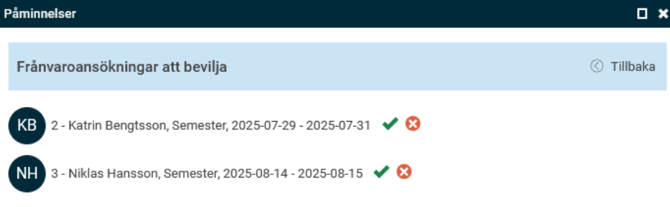 Påminnelser
Frånvaroansökningar att bevilja
Tillbaka
KB
2 - Katrin Bengtsson, Semester, 2025-07-29 - 2025-07-31
NH
3 - Niklas Hansson, Semester, 2025-08-14 - 2025-08-15